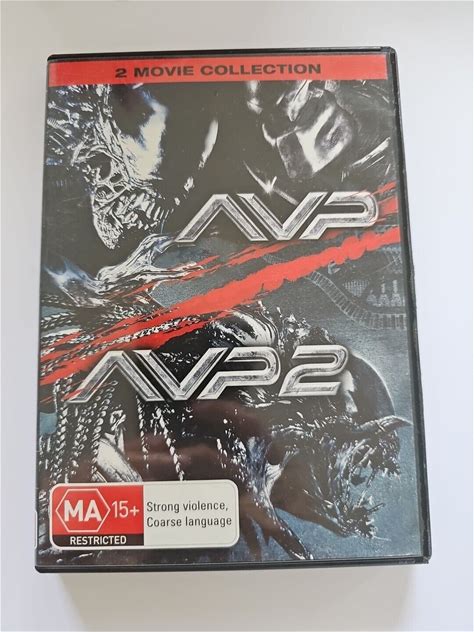 2 MOVIE COLLECTION
AVP
AVP2
MA 15+
RESTRICTED
Strong violence,
Coarse language